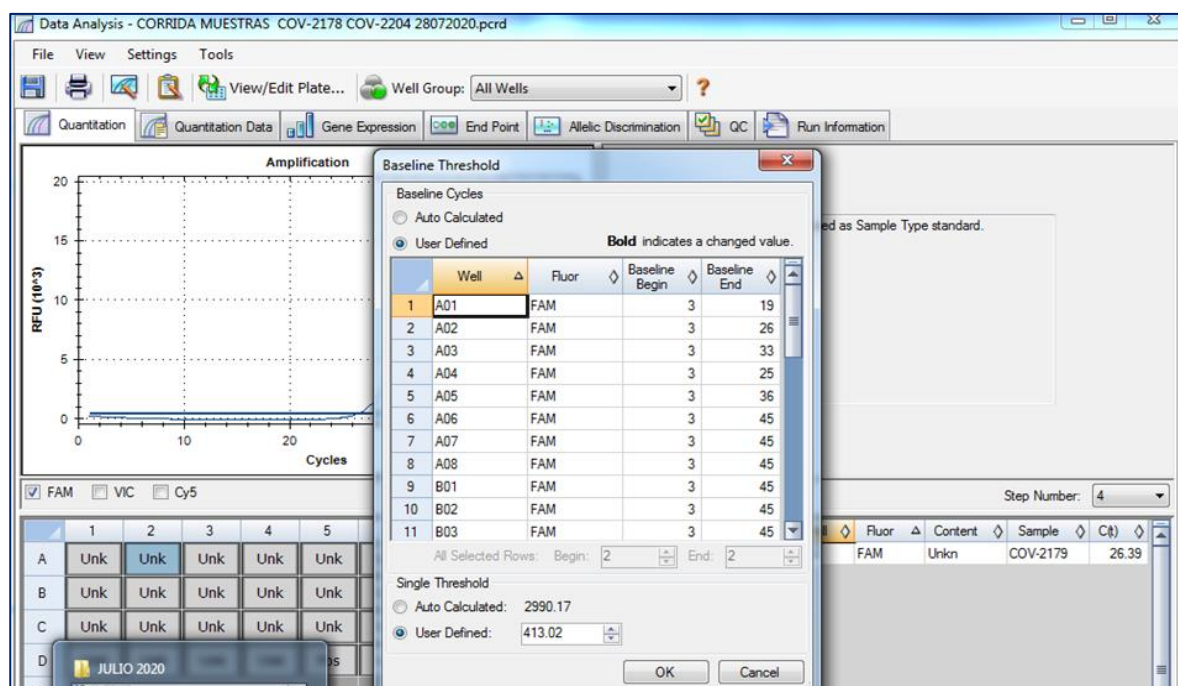 Data Analysis - CORRIDA MUESTRAS COV-2178 COV-2204 28072020.pcrd
File View Settings Tools
View/Edit Plate... Well Group: All Wells ?
Quantitation Quantitation Data Gene Expression End Point Allelic Discrimination QC Run Information
Amplification
RFU (10^3)
20
15
10
5
0
0 10 20
Cycles
Baseline Threshold
Baseline Cycles
Auto Calculated
User Defined Bold indicates a changed value.
Well Fluor Baseline Begin Baseline End
1 A01 FAM 3 19
2 A02 FAM 3 26
3 A03 FAM 3 33
4 A04 FAM 3 25
5 A05 FAM 3 36
6 A06 FAM 3 45
7 A07 FAM 3 45
8 A08 FAM 3 45
9 B01 FAM 3 45
10 B02 FAM 3 45
11 B03 FAM 3 45
All Selected Rows: Begin: 2 End: 2
Single Threshold
Auto Calculated: 2990.17
User Defined: 413.02
OK Cancel
ed as Sample Type standard.
FAM VIC Cy5
Step Number: 4
1 2 3 4 5
A Unk Unk Unk Unk Unk
B Unk Unk Unk Unk Unk
C Unk Unk Unk Unk Unk
D
JULIO 2020
Fluor Content Sample C(t)
FAM Unkn COV-2179 26.39